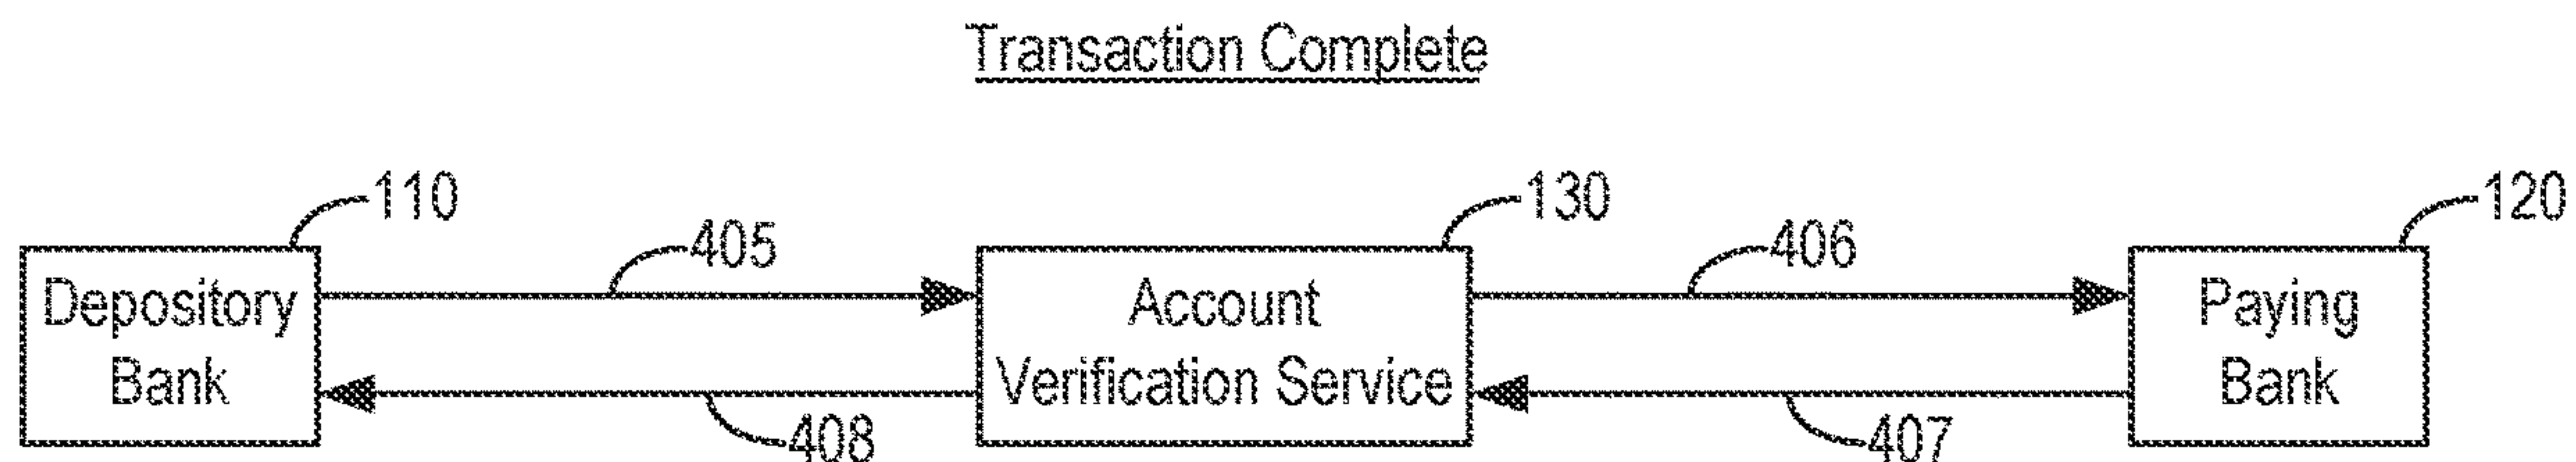 Transaction Complete
110
130
120
405
406
Depository
Bank
Account
Verification Service
Paying
Bank
408
407